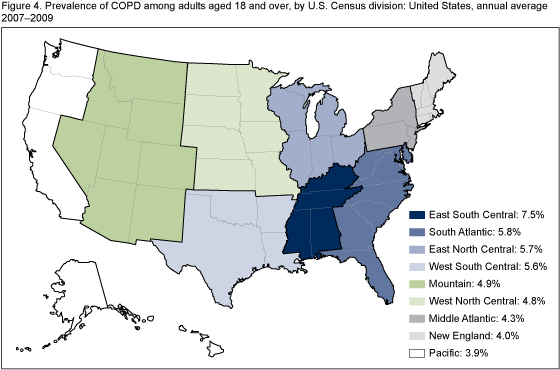 Figure 4. Prevalence of COPD among adults aged 18 and over, by U.S. Census division: United States, annual average
2007–2009
East South Central: 7.5%
South Atlantic: 5.8%
East North Central: 5.7%
West South Central: 5.6%
Mountain: 4.9%
West North Central: 4.8%
Middle Atlantic: 4.3%
New England: 4.0%
Pacific: 3.9%